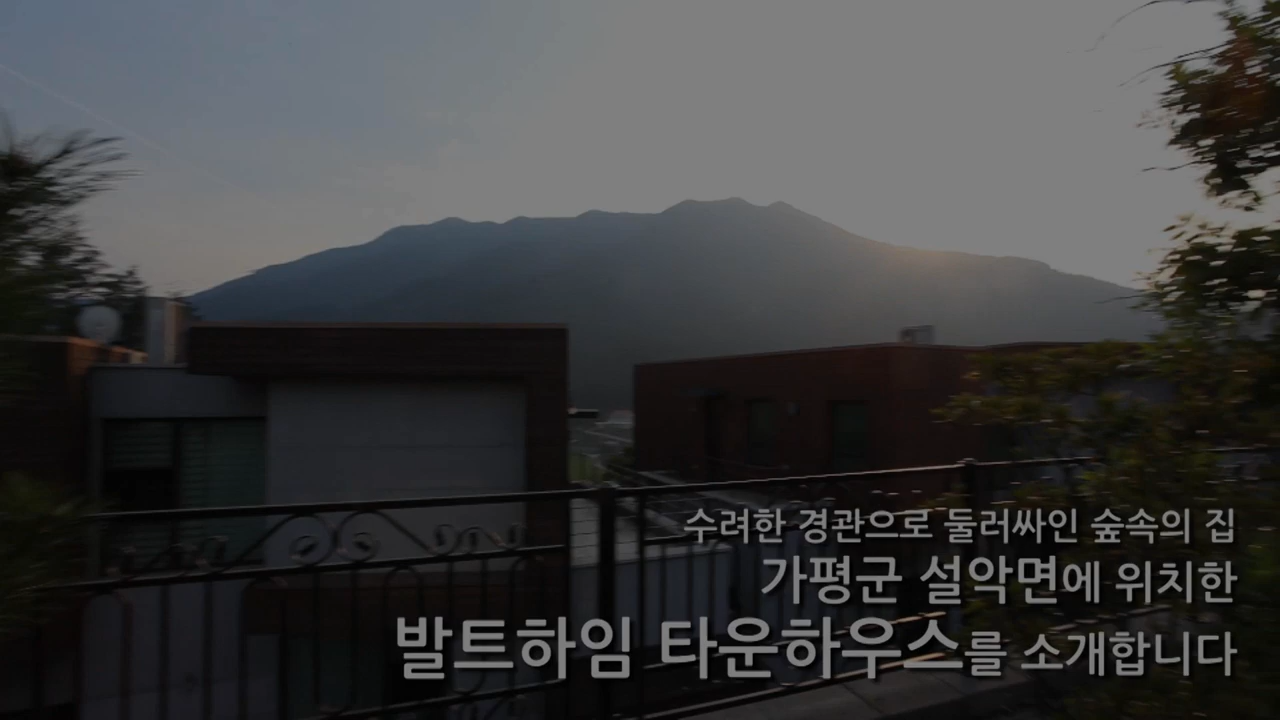 수려한 경관으로 둘러싸인 숲속의 집
가평군 설악면에 위치한
발트하임 타운하우스를 소개합니다